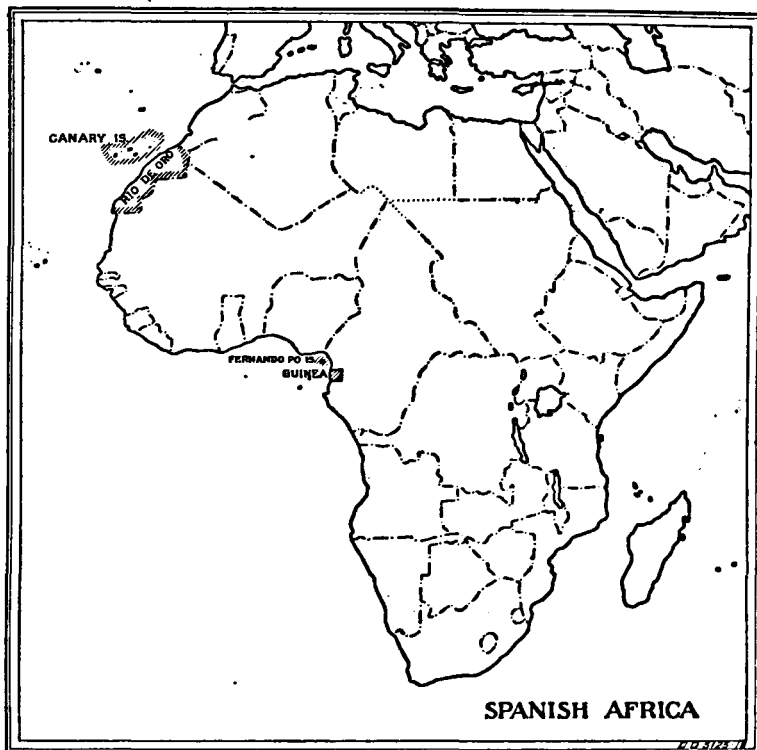 CANARY IS.
RIO DE ORO
FERNANDO PO IS.
GUINEA
SPANISH AFRICA